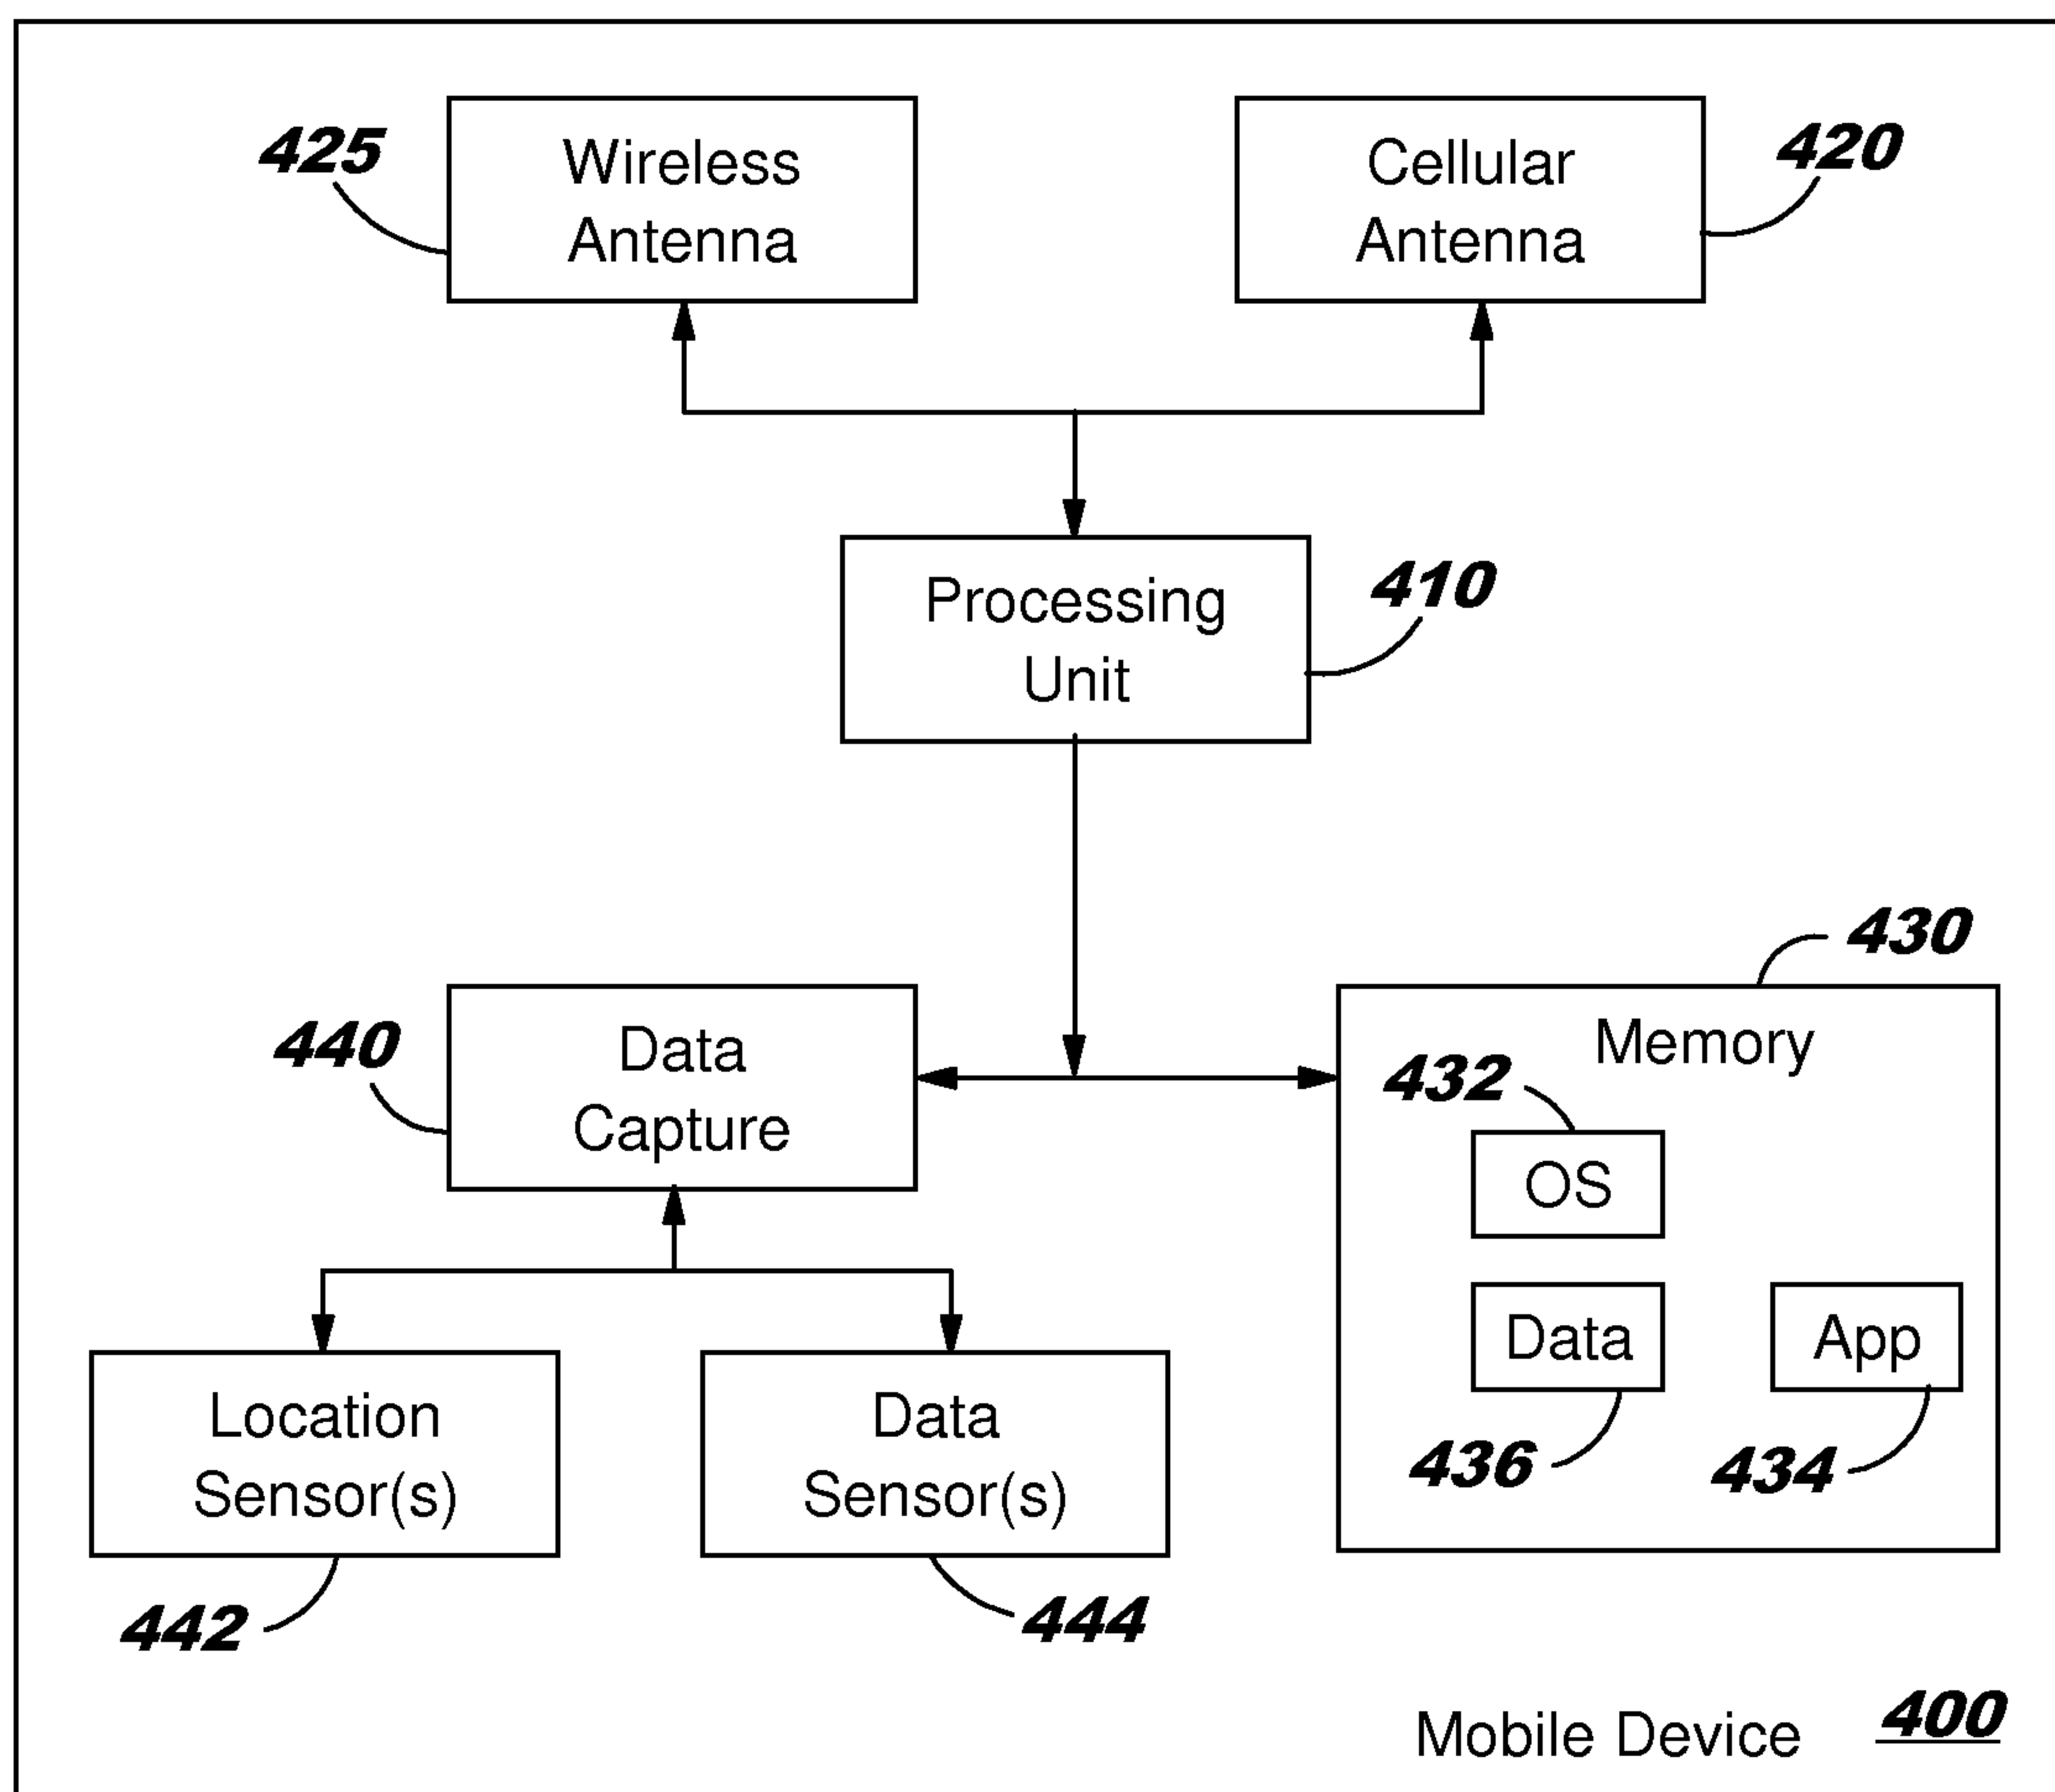 425
Wireless
Antenna
Cellular
Antenna
420
Processing
Unit
410
430
440
Data
Capture
Memory
432
OS
Data
App
436
434
Location
Sensor(s)
Data
Sensor(s)
442
444
Mobile Device 400